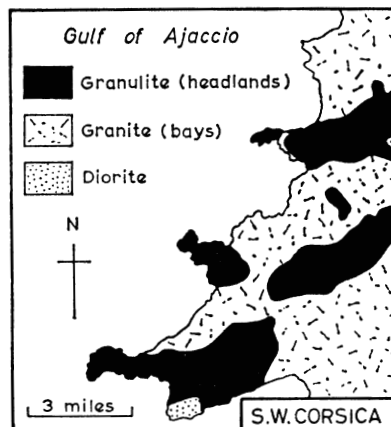 Gulf of Ajaccio
Granulite (headlands)
Granite (bays)
Diorite
N
3 miles
S.W. CORSICA